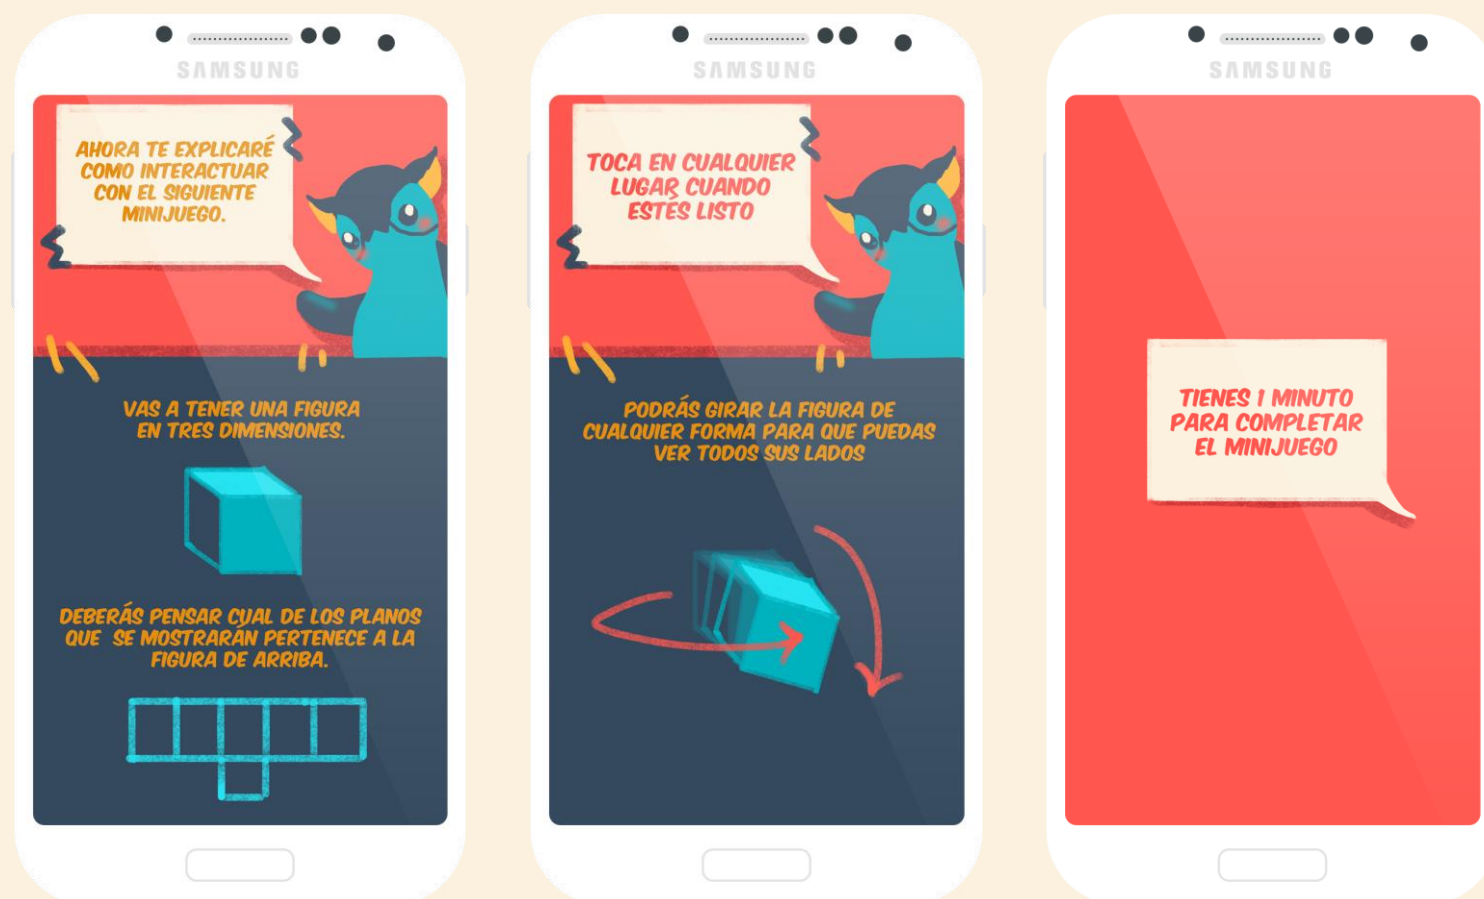 SAMSUNG
AHORA TE EXPLICARÉ
COMO INTERACTUAR
CON EL SIGUIENTE
MINIJUEGO.
VAS A TENER UNA FIGURA
EN TRES DIMENSIONES.
DEBERÁS PENSAR CUAL DE LOS PLANOS
QUE SE MOSTRARÁN PERTENECE A LA
FIGURA DE ARRIBA.
SAMSUNG
TOCA EN CUALQUIER
LUGAR CUANDO
ESTÉS LISTO
PODRÁS GIRAR LA FIGURA DE
CUALQUIER FORMA PARA QUE PUEDAS
VER TODOS SUS LADOS
SAMSUNG
TIENES 1 MINUTO
PARA COMPLETAR
EL MINIJUEGO